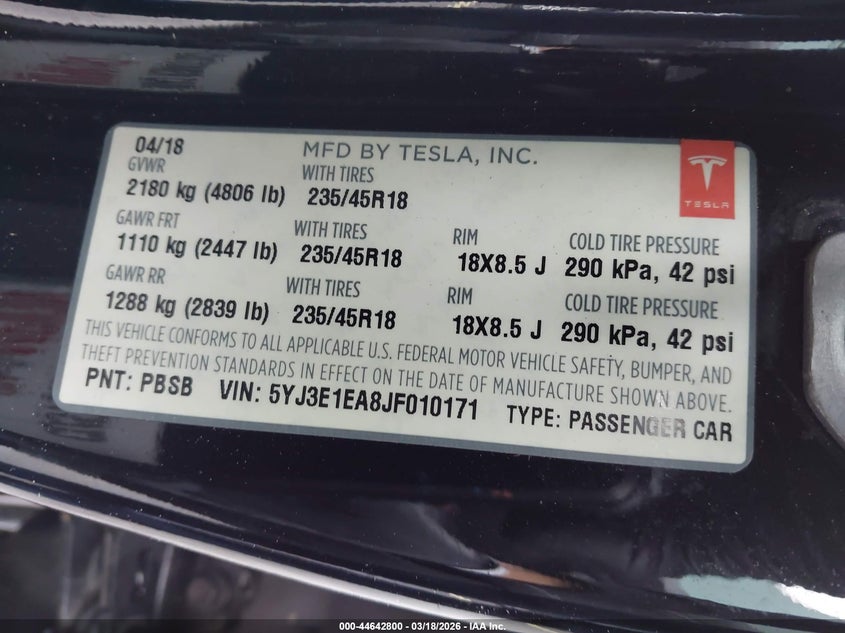 04/18 MFD BY TESLA, INC.
GVWR WITH TIRES
2180 kg (4806 lb) 235/45R18
TESLA
GAWR FRT WITH TIRES RIM COLD TIRE PRESSURE
1110 kg (2447 lb) 235/45R18 18X8.5 J 290 kPa, 42 psi
GAWR RR WITH TIRES RIM COLD TIRE PRESSURE
1288 kg (2839 lb) 235/45R18 18X8.5 J 290 kPa, 42 psi
THIS VEHICLE CONFORMS TO ALL APPLICABLE U.S. FEDERAL MOTOR VEHICLE SAFETY, BUMPER, AND
THEFT PREVENTION STANDARDS IN EFFECT ON THE DATE OF MANUFACTURE SHOWN ABOVE.
PNT: PBSB VIN: 5YJ3E1EA8JF010171 TYPE: PASSENGER CAR
000-44642800 — 03/18/2026 — IAA Inc.